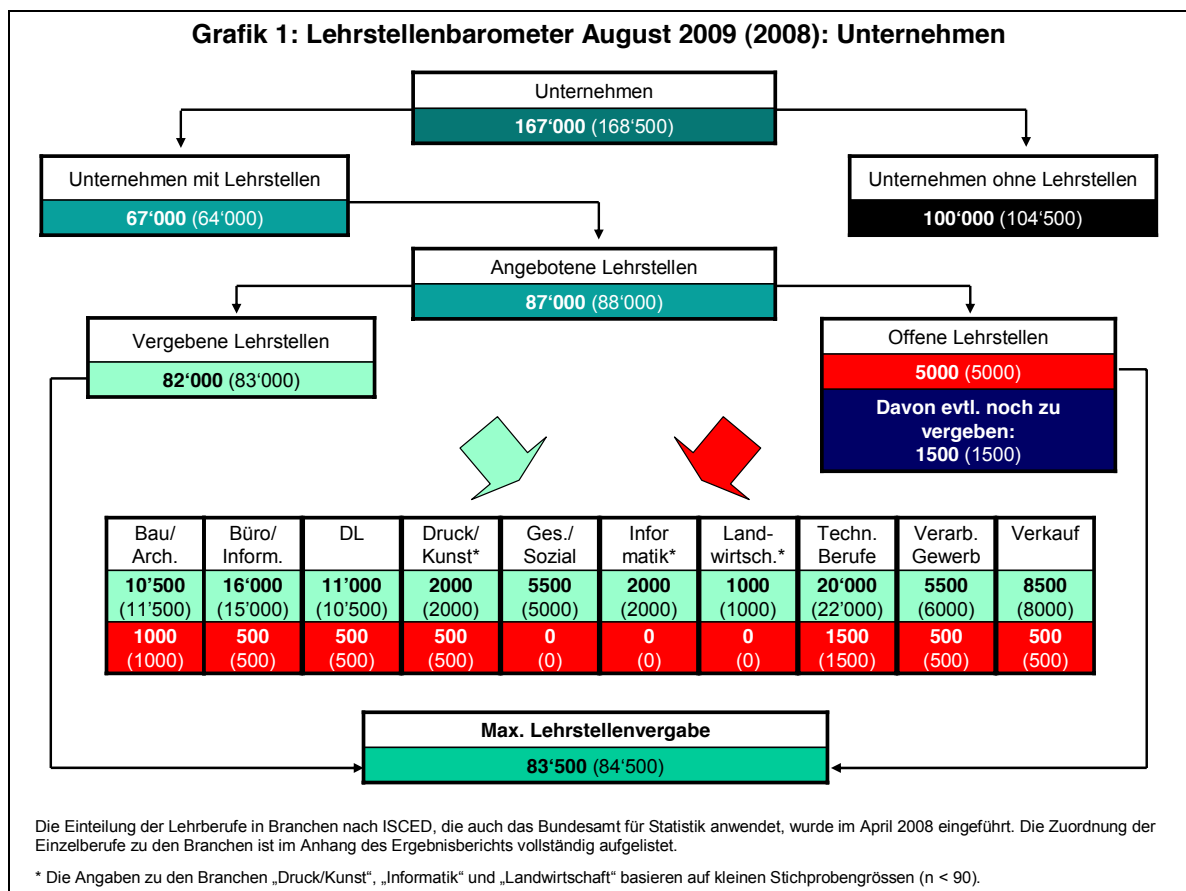 Grafik 1: Lehrstellenbarometer August 2009 (2008): Unternehmen
Unternehmen
167‘000 (168‘500)
Unternehmen mit Lehrstellen
67‘000 (64‘000)
Unternehmen ohne Lehrstellen
100‘000 (104‘500)
Angebotene Lehrstellen
87‘000 (88‘000)
Vergebene Lehrstellen
82‘000 (83‘000)
Offene Lehrstellen
5000 (5000)
Davon evtl. noch zu
vergeben:
1500 (1500)
Bau/ Büro/ DL Druck/ Ges./ Infor Land- Techn. Verarb. Verkauf
Arch. Inform. Kunst* Sozial matik* wirtsch.* Berufe Gewerb
10’500 16‘000 11’000 2000 5500 2000 1000 20‘000 5500 8500
(11’500) (15’000) (10’500) (2000) (5000) (2000) (1000) (22’000) (6000) (8000)
1000 500 500 500 0 0 0 1500 500 500
(1000) (500) (500) (500) (0) (0) (0) (1500) (500) (500)
Max. Lehrstellenvergabe
83‘500 (84‘500)
Die Einteilung der Lehrberufe in Branchen nach ISCED, die auch das Bundesamt für Statistik anwendet, wurde im April 2008 eingeführt. Die Zuordnung der
Einzelberufe zu den Branchen ist im Anhang des Ergebnisberichts vollständig aufgelistet.
* Die Angaben zu den Branchen „Druck/Kunst“, „Informatik“ und „Landwirtschaft“ basieren auf kleinen Stichprobengrössen (n < 90).